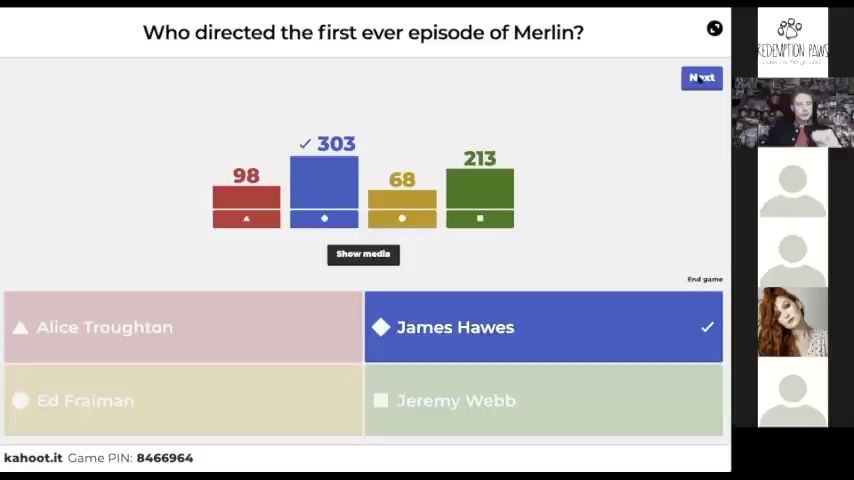 Who directed the first ever episode of Merlin?
Next
98
303
68
213
Show media
End game
Alice Troughton
James Hawes
Ed Fraiman
Jeremy Webb
kahoot.it Game PIN: 8466964
REDEMPTION PAWS